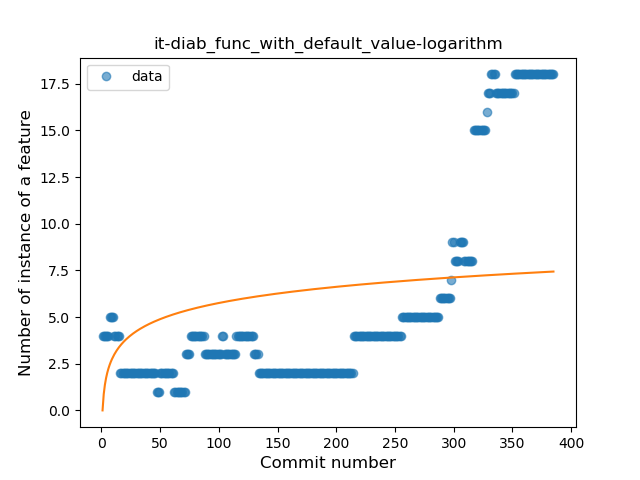 it-diab_func_with_default_value-logarithm
data
Number of instance of a feature
17.5
15.0
12.5
10.0
7.5
5.0
2.5
0.0
0 50 100 150 200 250 300 350 400
Commit number